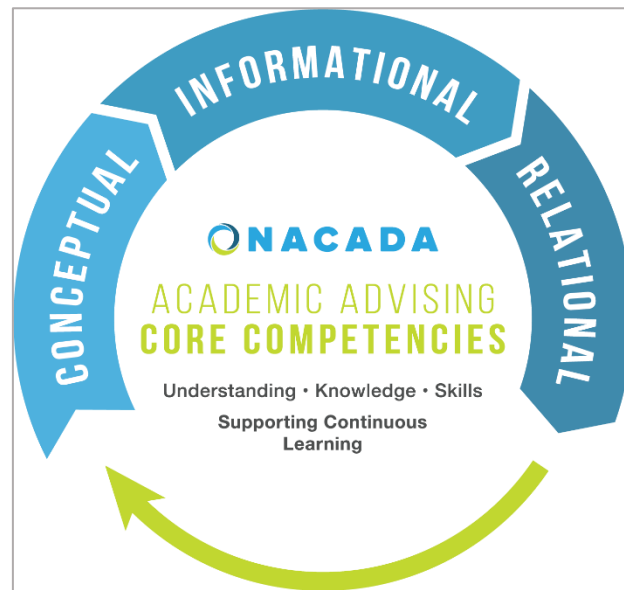 CONCEPTUAL
INFORMATIONAL
RELATIONAL
NACADA
ACADEMIC ADVISING
CORE COMPETENCIES
Understanding • Knowledge • Skills
Supporting Continuous
Learning